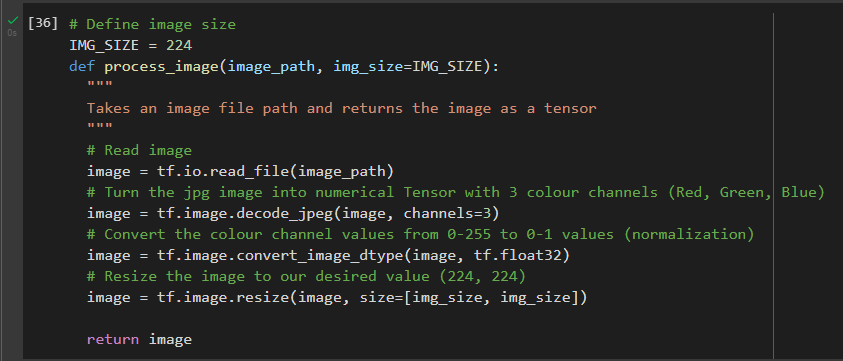 [36] # Define image size
IMG_SIZE = 224
def process_image(image_path, img_size=IMG_SIZE):
"""
Takes an image file path and returns the image as a tensor
"""
# Read image
image = tf.io.read_file(image_path)
# Turn the jpg image into numerical Tensor with 3 colour channels (Red, Green, Blue)
image = tf.image.decode_jpeg(image, channels=3)
# Convert the colour channel values from 0-255 to 0-1 values (normalization)
image = tf.image.convert_image_dtype(image, tf.float32)
# Resize the image to our desired value (224, 224)
image = tf.image.resize(image, size=[img_size, img_size])
return image
0s